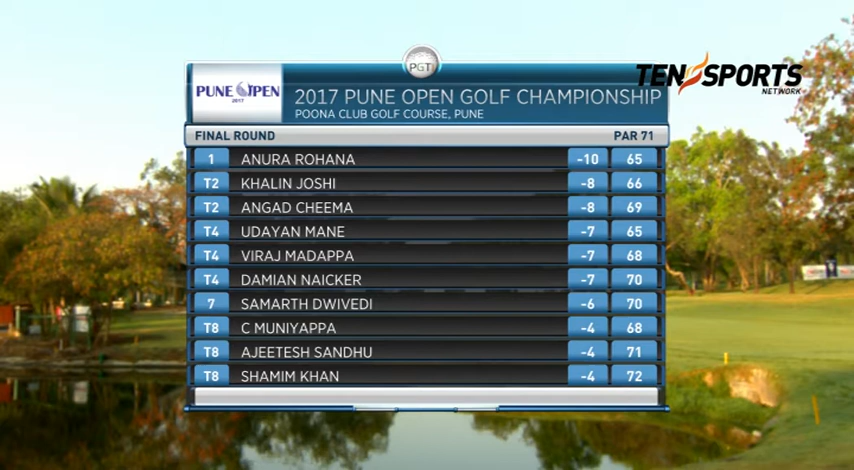 PGT
TEN SPORTS
NETWORK
PUNE OPEN
2017
2017 PUNE OPEN GOLF CHAMPIONSHIP
POONA CLUB GOLF COURSE, PUNE
FINAL ROUND PAR 71
1 ANURA ROHANA -10 65
T2 KHALIN JOSHI -8 66
T2 ANGAD CHEEMA -8 69
T4 UDAYAN MANE -7 65
T4 VIRAJ MADAPPA -7 68
T4 DAMIAN NAICKER -7 70
7 SAMARTH DWIVEDI -6 70
T8 C MUNIYAPPA -4 68
T8 AJEETESH SANDHU -4 71
T8 SHAMIM KHAN -4 72